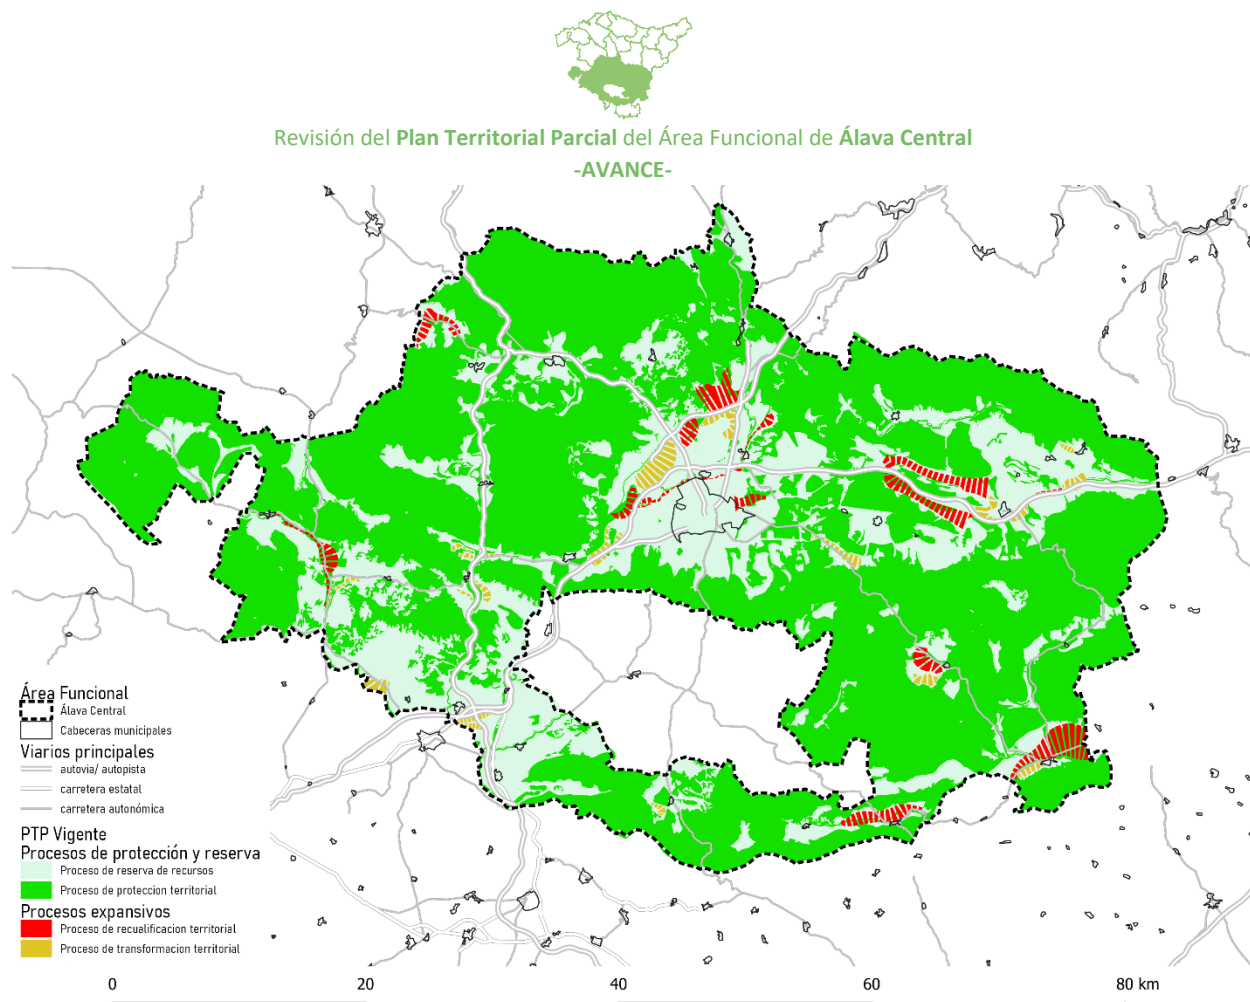 Revisión del Plan Territorial Parcial del Área Funcional de Álava Central
-AVANCE-
Área Funcional
Álava Central
Cabeceras municipales
Viarios principales
autovia/ autopista
carretera estatal
carretera autonómica
PTP Vigente
Procesos de protección y reserva
Proceso de reserva de recursos
Proceso de proteccion territorial
Procesos expansivos
Proceso de recualificacion territorial
Proceso de transformacion territorial
0 20 40 60 80 km